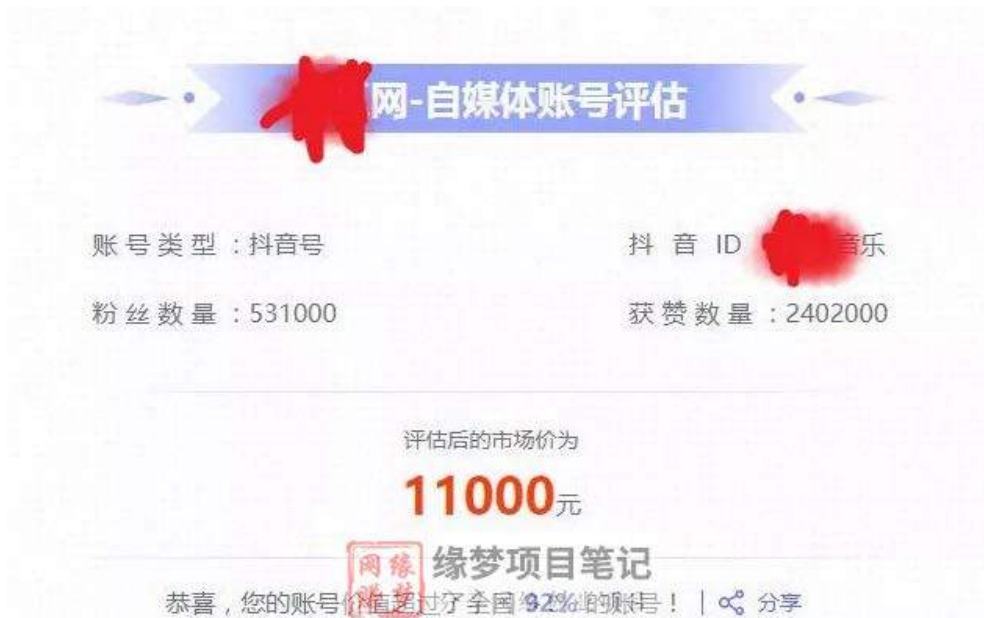 网-自媒体账号评估
账号类型：抖音号
抖音 ID 音乐
粉丝数量：531000
获赞数量：2402000
评估后的市场价为
11000元
缘梦项目笔记
恭喜，您的账号价值超过了全国 92% 的账号！ | 分享